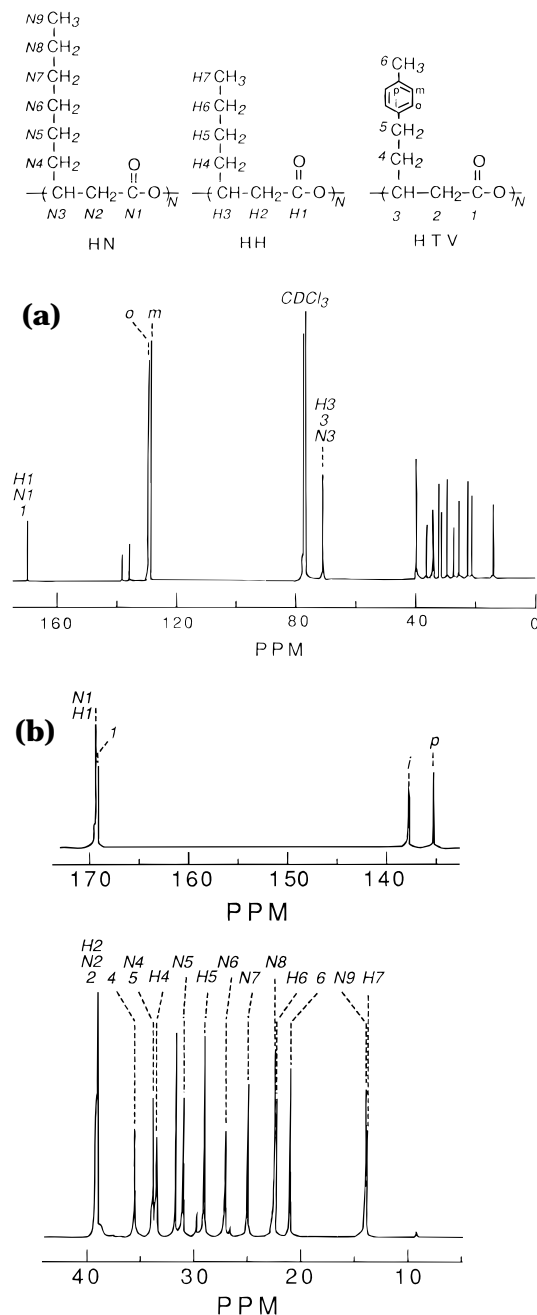 N9 CH3
N8 CH2
N7 CH2
N6 CH2
N5 CH2
N4 CH2
O
CH CH2 C O N
N3 N2 N1
HN
H7 CH3
H6 CH2
H5 CH2
H4 CH2
O
CH CH2 C O N
H3 H2 H1
HH
6 CH3
p m
i o
5 CH2
4 CH2
O
CH CH2 C O N
3 2 1
HTV
(a)
CDCl3
o m
H3
3
N3
H1
N1
1
160 120 80 40 0
PPM
(b)
N1
H1
1
i
p
170 160 150 140
PPM
H2
N2
2 4
N4
5
H4
N5
H5
N6
N7
N8
H6
6
N9
H7
40 30 20 10
PPM